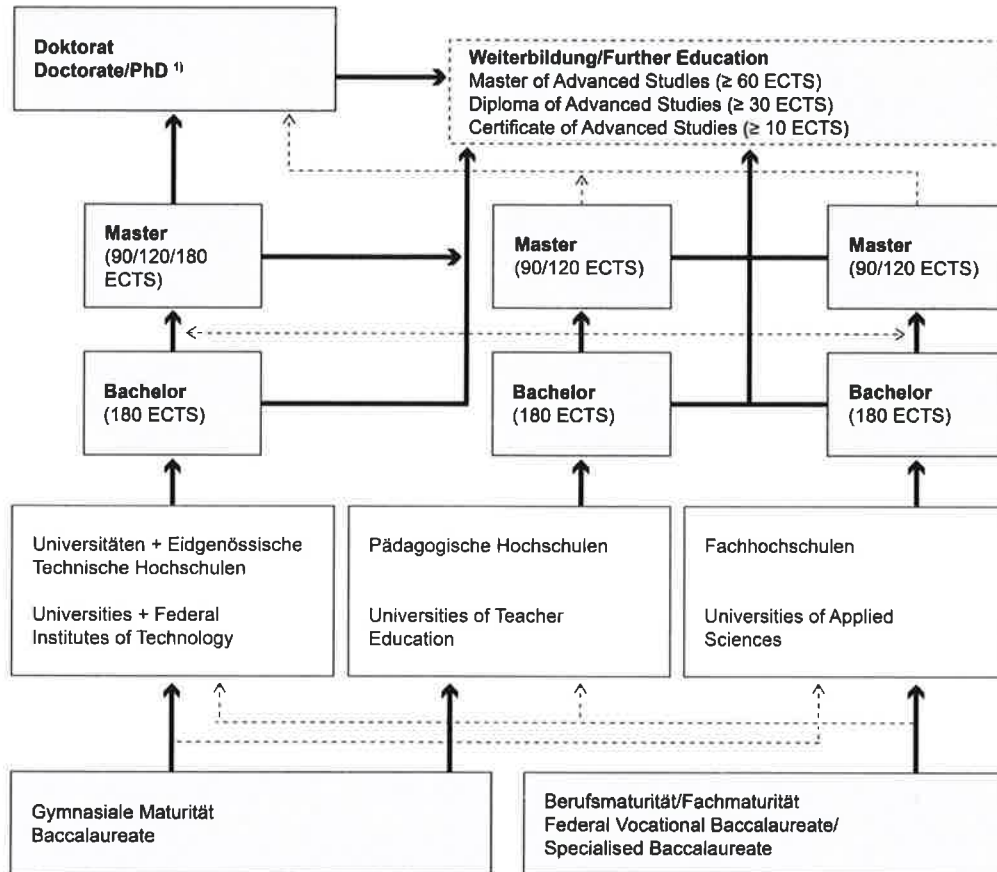 Doktorat
Doctorate/PhD ¹⁾
Weiterbildung/Further Education
Master of Advanced Studies (≥ 60 ECTS)
Diploma of Advanced Studies (≥ 30 ECTS)
Certificate of Advanced Studies (≥ 10 ECTS)
Master
(90/120/180
ECTS)
Master
(90/120 ECTS)
Master
(90/120 ECTS)
Bachelor
(180 ECTS)
Bachelor
(180 ECTS)
Bachelor
(180 ECTS)
Universitäten + Eidgenössische
Technische Hochschulen
Universities + Federal
Institutes of Technology
Pädagogische Hochschulen
Universities of Teacher
Education
Fachhochschulen
Universities of Applied
Sciences
Gymnasiale Maturität
Baccalaureate
Berufsmaturität/Fachmaturität
Federal Vocational Baccalaureate/
Specialised Baccalaureate